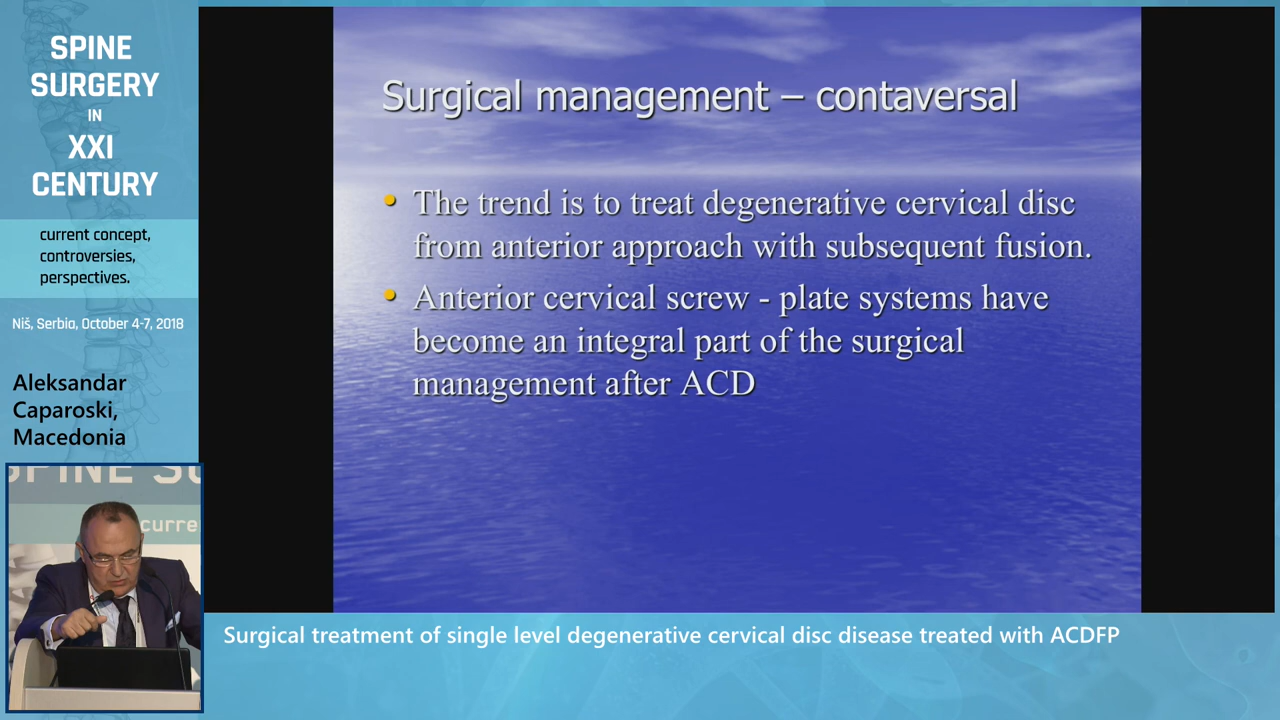 SPINE
SURGERY
IN
XXI
CENTURY
current concept,
controversies,
perspectives.
Niš, Serbia, October 4-7, 2018
Aleksandar
Caparoski,
Macedonia
SPINE SU
curre
Surgical management – contaversal
• The trend is to treat degenerative cervical disc
from anterior approach with subsequent fusion.
• Anterior cervical screw - plate systems have
become an integral part of the surgical
management after ACD
Surgical treatment of single level degenerative cervical disc disease treated with ACDFP